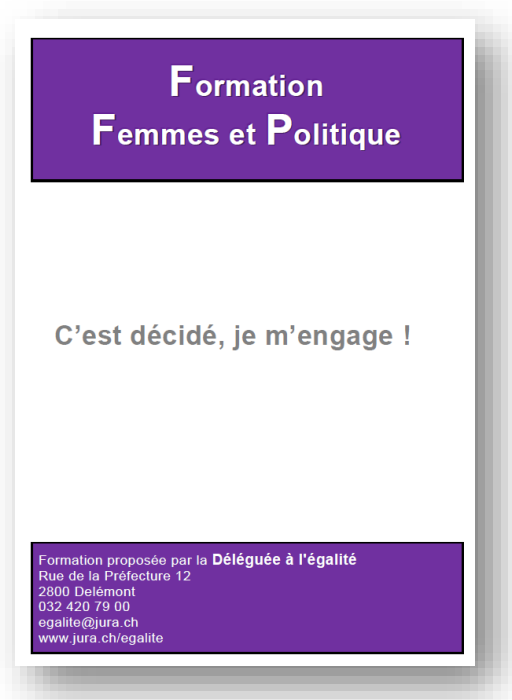 Formation
Femmes et Politique
C’est décidé, je m’engage !
Formation proposée par la Déléguée à l'égalité
Rue de la Préfecture 12
2800 Delémont
032 420 79 00
egalite@jura.ch
www.jura.ch/egalite